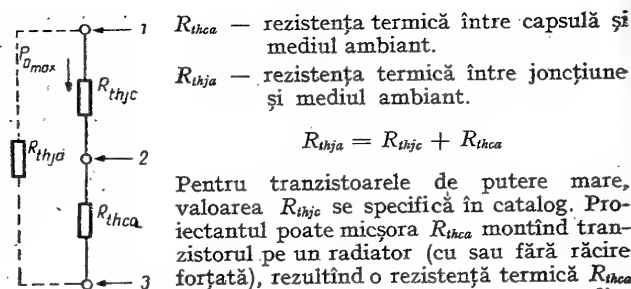 1
P_Dmax
R_thjc
R_thja
2
R_thca
3
R_thca — rezistența termică între capsulă și
mediul ambiant.
R_thja — rezistența termică între joncțiune
și mediul ambiant.
R_thja = R_thjc + R_thca
Pentru tranzistoarele de putere mare,
valoarea R_thjc se specifică în catalog. Pro-
iectantul poate micșora R_thca montînd tran-
zistorul pe un radiator (cu sau fără răcire
forțată), rezultînd o rezistență termică R_thca